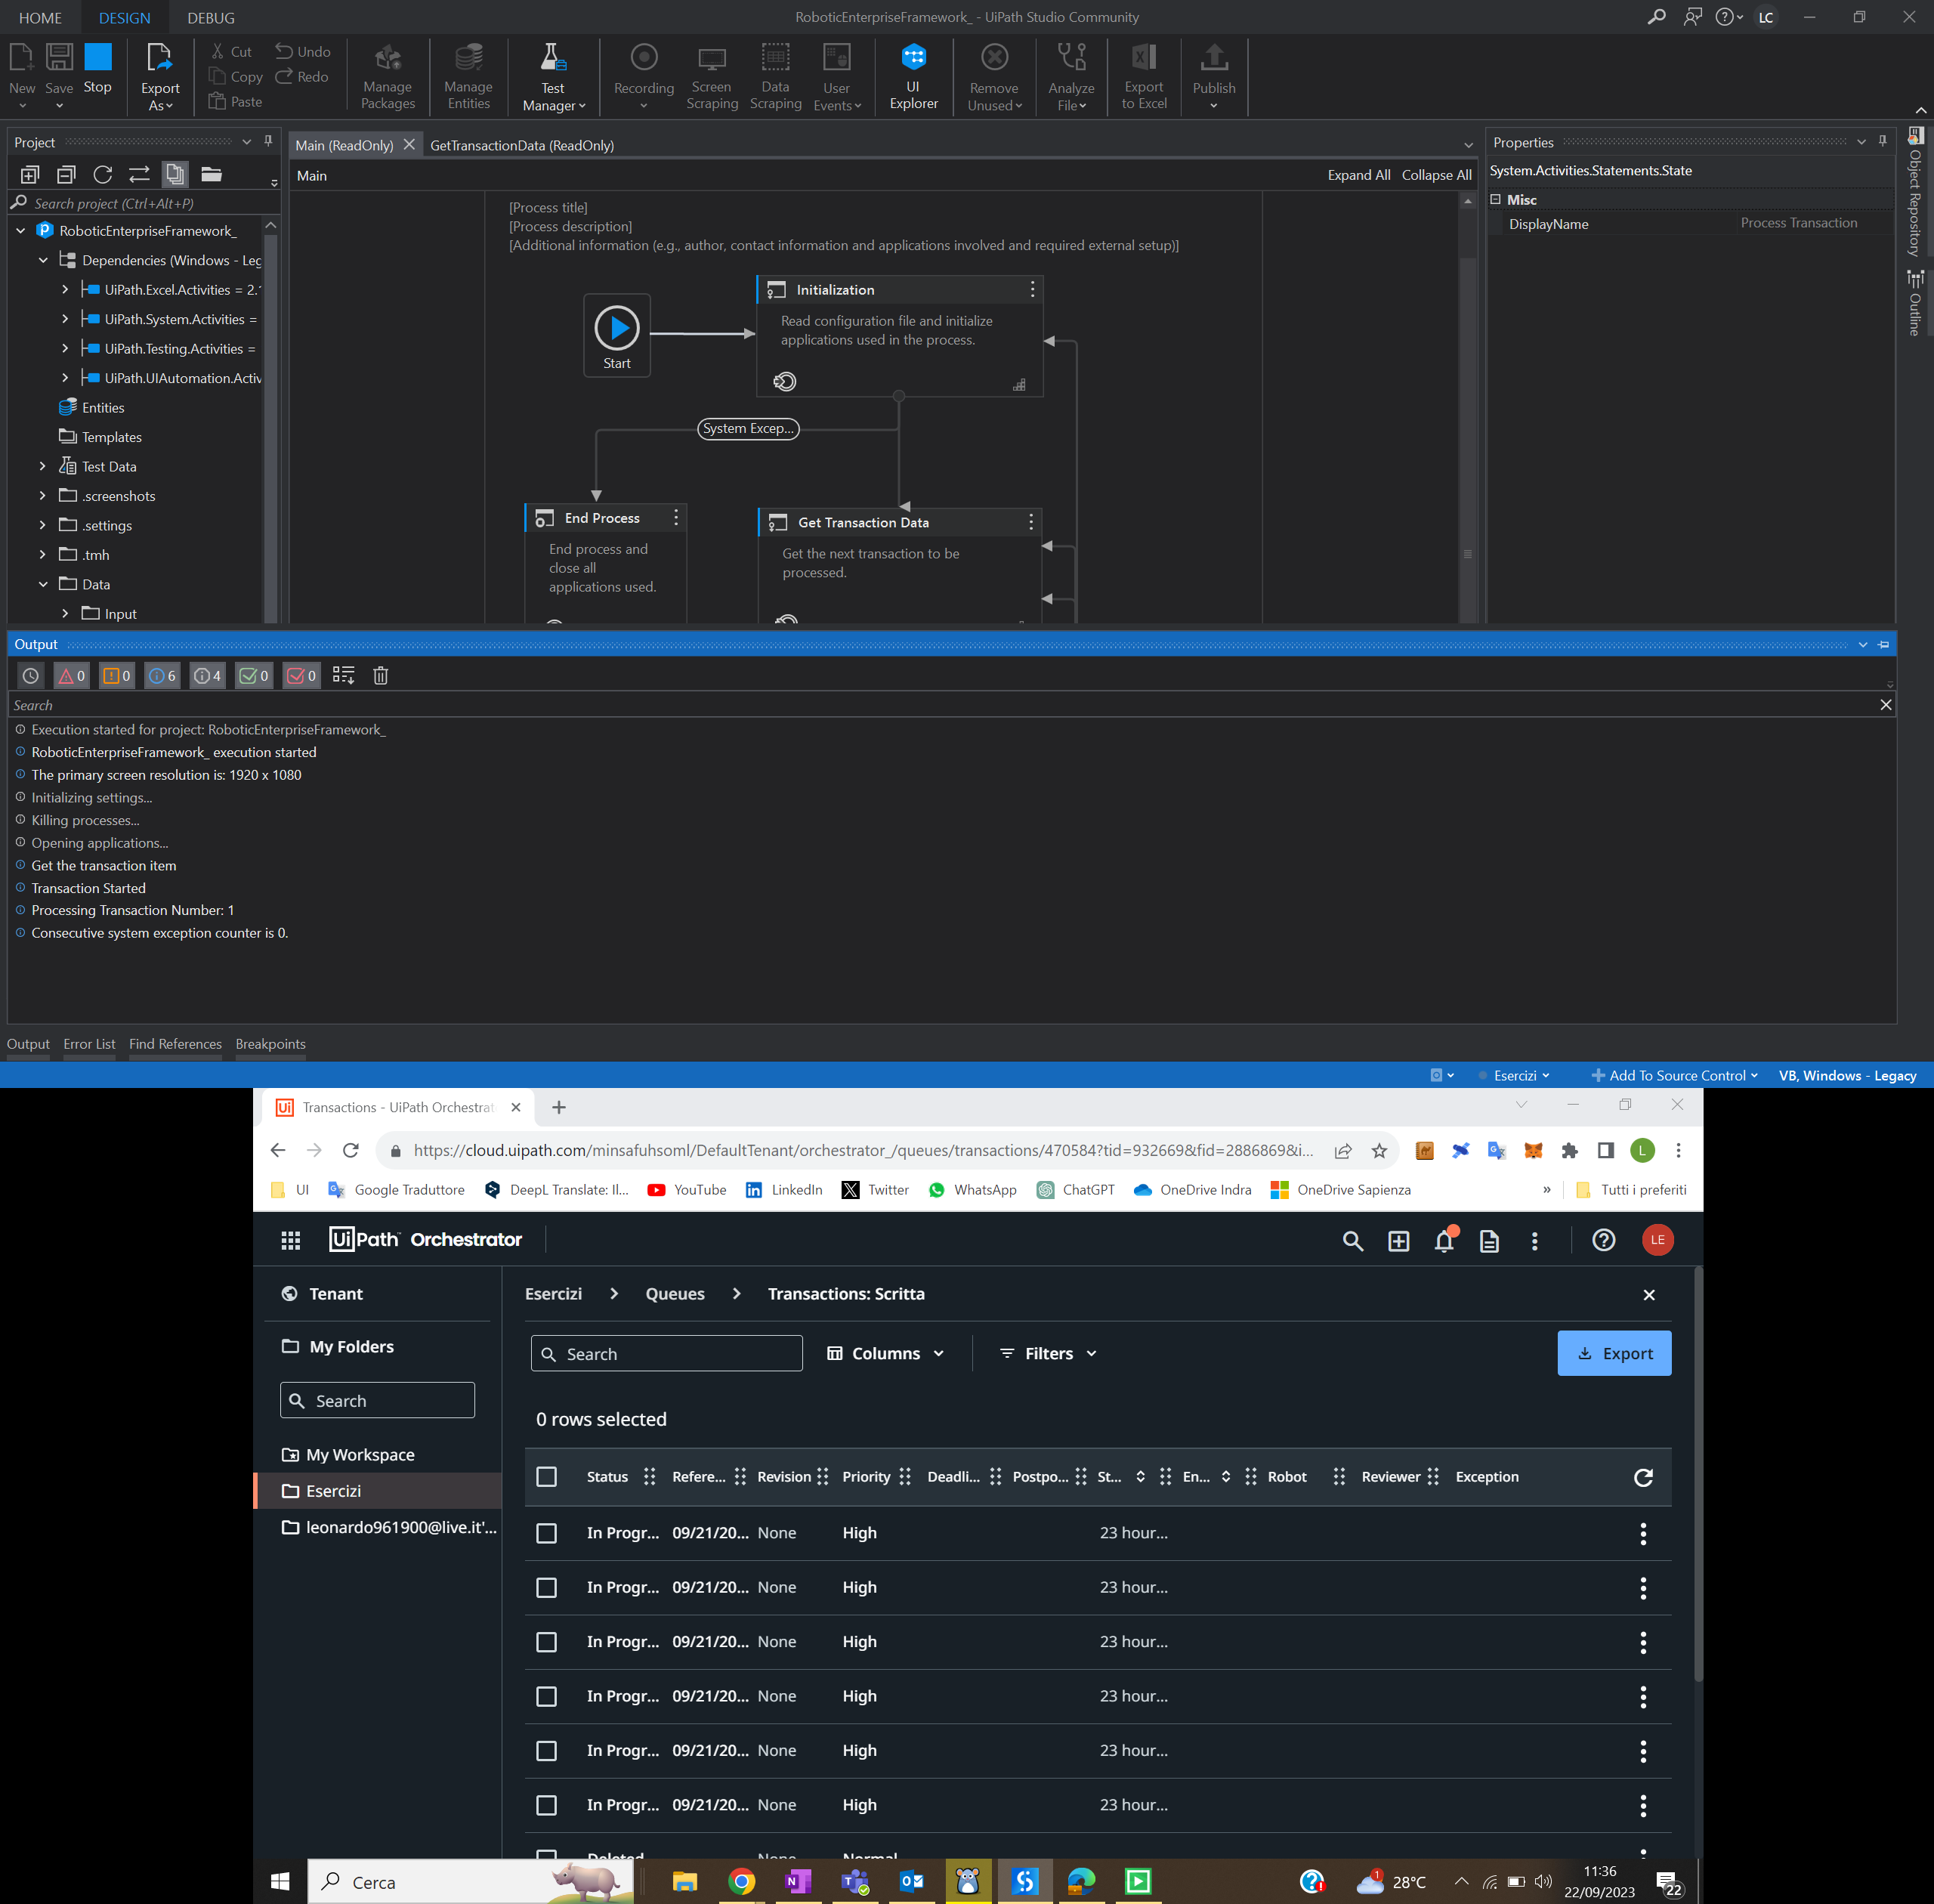 HOME DESIGN DEBUG
RoboticEnterpriseFramework_ - UiPath Studio Community
LC
New Save Stop Export As Cut Copy Paste Undo Redo
Manage Packages Manage Entities Test Manager Recording Screen Scraping Data Scraping User Events UI Explorer Remove Unused Analyze File Export to Excel Publish
Project
Search project (Ctrl+Alt+P)
RoboticEnterpriseFramework_
Dependencies (Windows - Leg
UiPath.Excel.Activities = 2.
UiPath.System.Activities =
UiPath.Testing.Activities =
UiPath.UIAutomation.Activ
Entities
Templates
Test Data
.screenshots
.settings
.tmh
Data
Input
Main (ReadOnly) GetTransactionData (ReadOnly)
Main Expand All Collapse All
[Process title]
[Process description]
[Additional information (e.g., author, contact information and applications involved and required external setup)]
Start
Initialization
Read configuration file and initialize
applications used in the process.
System Excep...
End Process
End process and
close all
applications used.
Get Transaction Data
Get the next transaction to be
processed.
Properties
System.Activities.Statements.State
Misc
DisplayName Process Transaction
Object Repository
Outline
Output
0 0 6 4 0 0
Search
Execution started for project: RoboticEnterpriseFramework_
RoboticEnterpriseFramework_ execution started
The primary screen resolution is: 1920 x 1080
Initializing settings...
Killing processes...
Opening applications...
Get the transaction item
Transaction Started
Processing Transaction Number: 1
Consecutive system exception counter is 0.
Output Error List Find References Breakpoints
Esercizi Add To Source Control VB, Windows - Legacy
Ui Transactions - UiPath Orchestrat
https://cloud.uipath.com/minsafuhsoml/DefaultTenant/orchestrator_/queues/transactions/470584?tid=932669&fid=2886869&i...
L
UI Google Traduttore DeepL Translate: Il... YouTube LinkedIn Twitter WhatsApp ChatGPT OneDrive Indra OneDrive Sapienza » Tutti i preferiti
UiPath Orchestrator
LE
Tenant
My Folders
Search
My Workspace
Esercizi
leonardo961900@live.it'...
Esercizi > Queues > Transactions: Scritta
Search Columns Filters Export
0 rows selected
Status Refere... Revision Priority Deadli... Postpo... St... En... Robot Reviewer Exception
In Progr... 09/21/20... None High 23 hour...
In Progr... 09/21/20... None High 23 hour...
In Progr... 09/21/20... None High 23 hour...
In Progr... 09/21/20... None High 23 hour...
In Progr... 09/21/20... None High 23 hour...
In Progr... 09/21/20... None High 23 hour...
Deleted None Normal
Cerca
1 28°C
11:36
22/09/2023
22